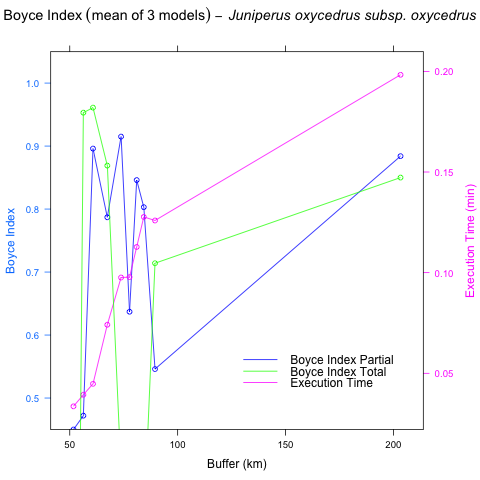 Boyce Index (mean of 3 models) – Juniperus oxycedrus subsp. oxycedrus
1.0
0.9
0.8
0.7
0.6
0.5
Boyce Index
0.20
0.15
0.10
0.05
Execution Time (min)
Boyce Index Partial
Boyce Index Total
Execution Time
50
100
150
200
Buffer (km)